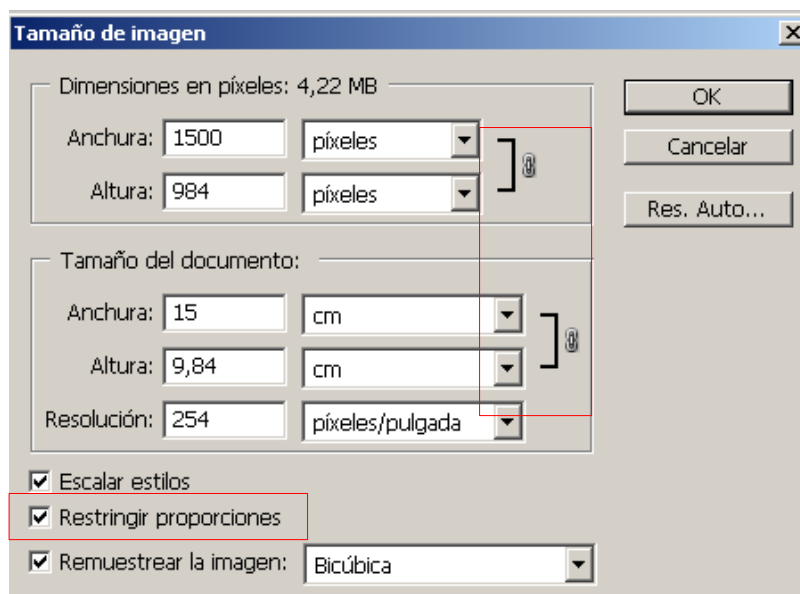 Tamaño de imagen
Dimensiones en píxeles: 4,22 MB
Anchura: 1500 píxeles
Altura: 984 píxeles
Tamaño del documento:
Anchura: 15 cm
Altura: 9,84 cm
Resolución: 254 píxeles/pulgada
Escalar estilos
Restringir proporciones
Remuestrear la imagen: Bicúbica
OK
Cancelar
Res. Auto...